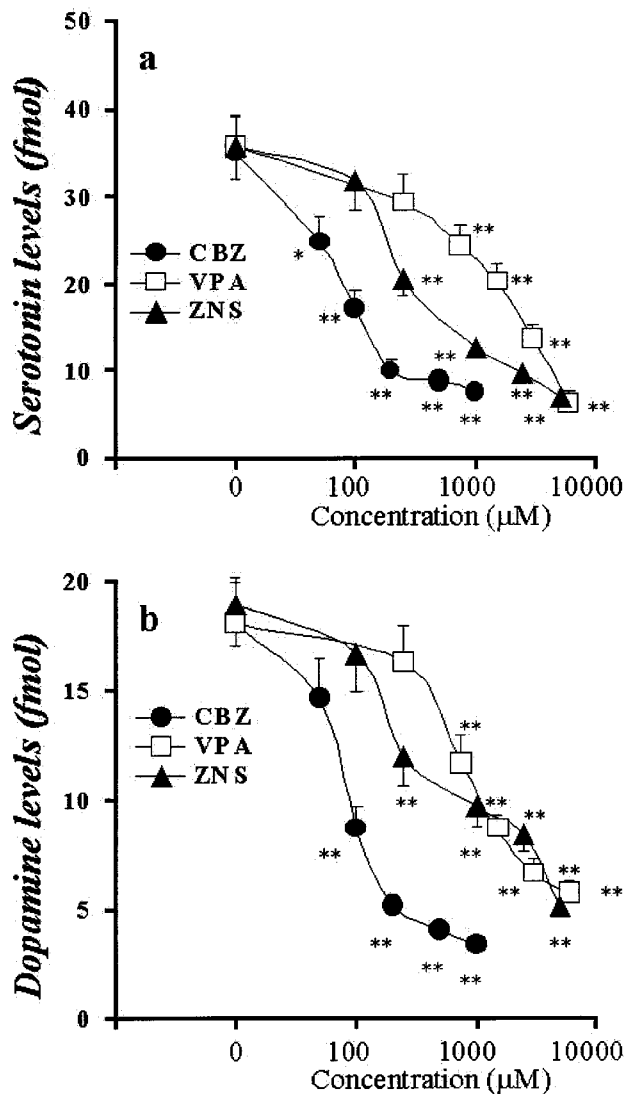 50
40
30
20
10
0
Serotonin levels (fmol)
a
CBZ
VPA
ZNS
*
**
**
**
**
**
**
**
**
**
**
**
**
**
0 100 1000 10000
Concentration (μM)
20
15
10
5
0
Dopamine levels (fmol)
b
CBZ
VPA
ZNS
**
**
**
**
**
**
**
**
**
**
**
**
**
0 100 1000 10000
Concentration (μM)